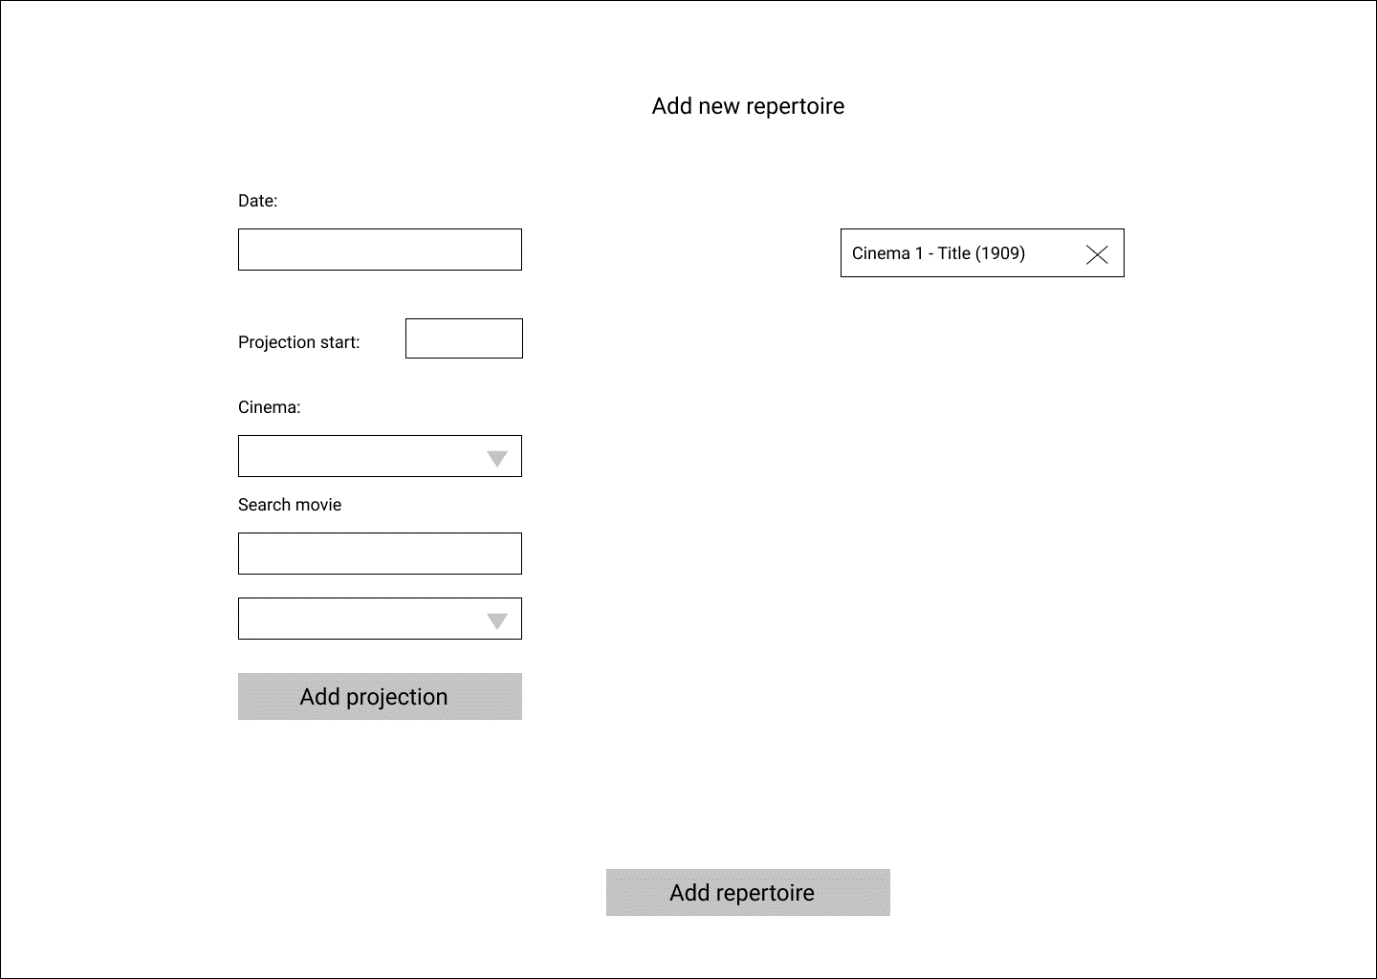 Add new repertoire
Date:
Cinema 1 - Title (1909)
Projection start:
Cinema:
Search movie
Add projection
Add repertoire